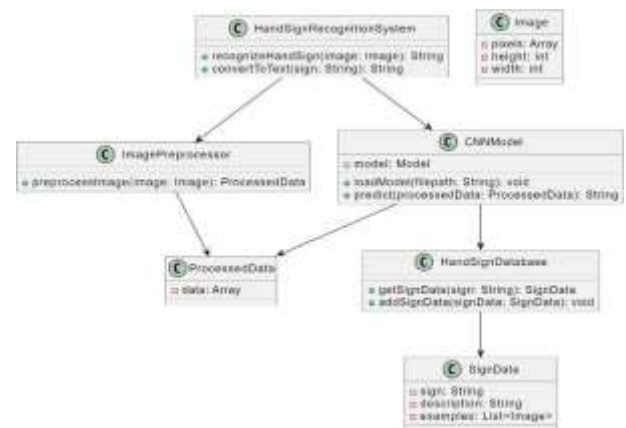 C HandSignRecognitionSystem
recognizeHandSign(image: Image): String
convertToText(sign: String): String
C Image
pixels: Array
height: int
width: int
C ImagePreprocessor
preprocessImage(image: Image): ProcessedData
C CNNModel
model: Model
loadModel(filepath: String): void
predict(processedData: ProcessedData): String
C ProcessedData
data: Array
C HandSignDatabase
getSignData(sign: String): SignData
addSignData(signData: SignData): void
C SignData
sign: String
description: String
examples: List<Image>